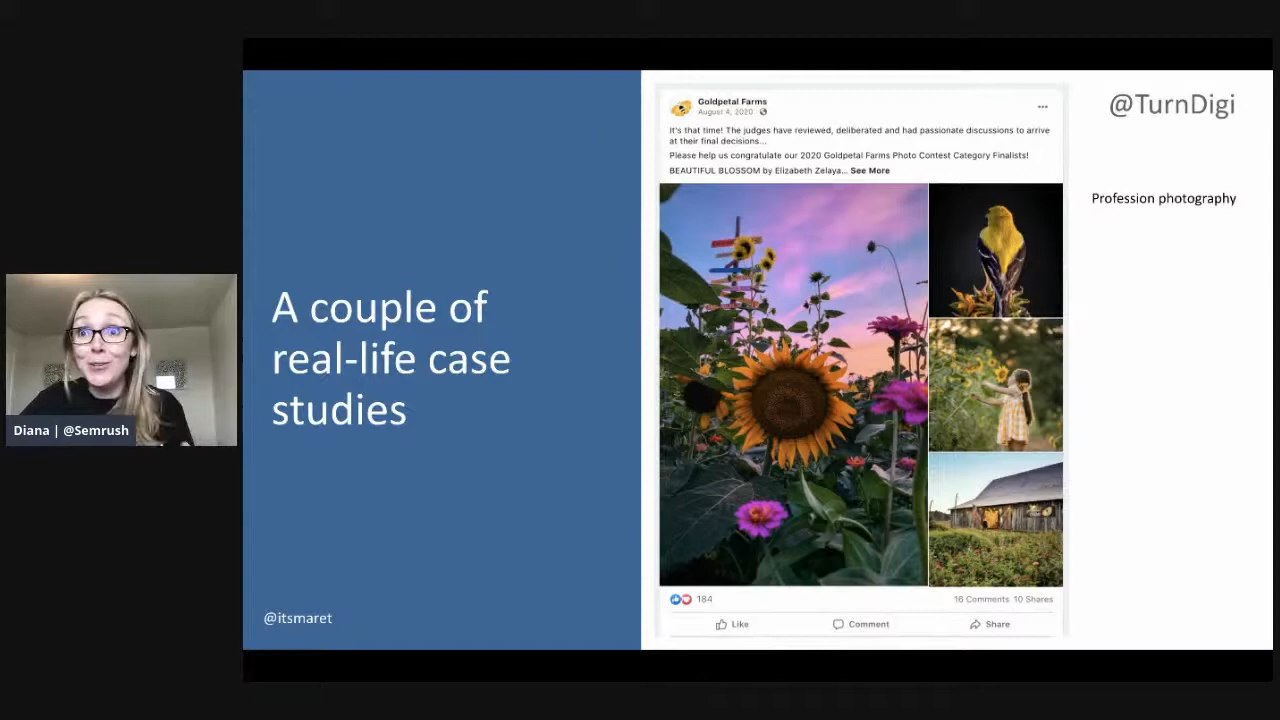 Diana | @Semrush
A couple of
real-life case
studies
@itsmaret
Goldpetal Farms
August 4, 2020 ·
It's that time! The judges have reviewed, deliberated and had passionate discussions to arrive
at their final decisions...
Please help us congratulate our 2020 Goldpetal Farms Photo Contest Category Finalists!
BEAUTIFUL BLOSSOM by Elizabeth Zelaya... See More
184
16 Comments 10 Shares
Like
Comment
Share
@TurnDigi
Profession photography